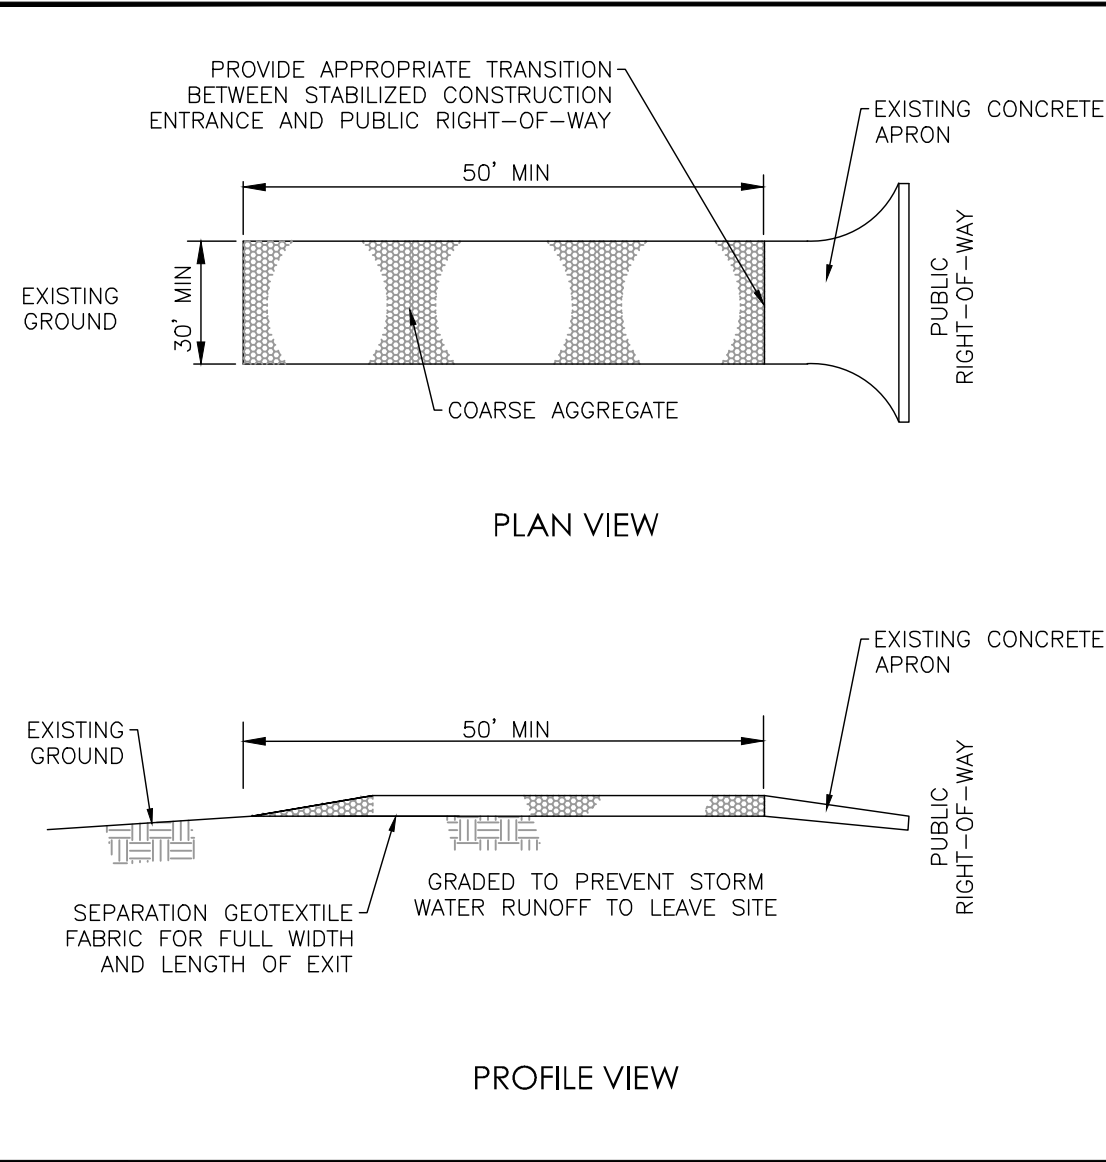 PROVIDE APPROPRIATE TRANSITION
BETWEEN STABILIZED CONSTRUCTION
ENTRANCE AND PUBLIC RIGHT-OF-WAY
EXISTING CONCRETE
APRON
50' MIN
30' MIN
EXISTING
GROUND
PUBLIC
RIGHT-OF-WAY
COARSE AGGREGATE
PLAN VIEW
EXISTING CONCRETE
APRON
EXISTING
GROUND
50' MIN
PUBLIC
RIGHT-OF-WAY
GRADED TO PREVENT STORM
WATER RUNOFF TO LEAVE SITE
SEPARATION GEOTEXTILE
FABRIC FOR FULL WIDTH
AND LENGTH OF EXIT
PROFILE VIEW